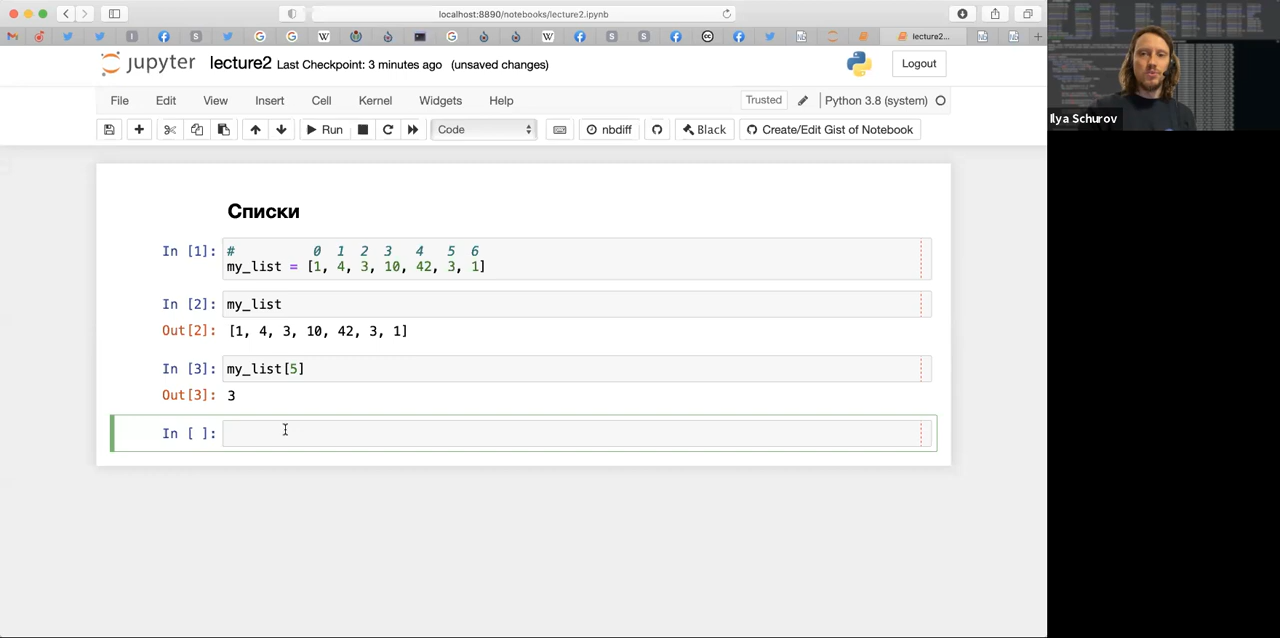 localhost:8890/notebooks/lecture2.ipynb
lecture2...
jupyter lecture2 Last Checkpoint: 3 minutes ago (unsaved changes)
Logout
File Edit View Insert Cell Kernel Widgets Help
Trusted Python 3.8 (system)
Run Code nbdiff Black Create/Edit Gist of Notebook
Ilya Schurov
Списки
In [1]: # 0 1 2 3 4 5 6
my_list = [1, 4, 3, 10, 42, 3, 1]
In [2]: my_list
Out[2]: [1, 4, 3, 10, 42, 3, 1]
In [3]: my_list[5]
Out[3]: 3
In [ ]: